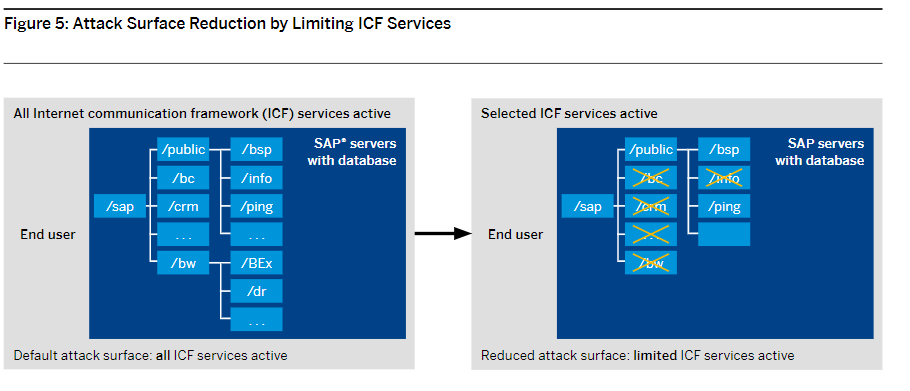 Figure 5: Attack Surface Reduction by Limiting ICF Services
All Internet communication framework (ICF) services active
SAP® servers
with database
/public
/bsp
/bc
/info
/sap
/crm
/ping
End user
...
...
/bw
/BEx
/dr
...
Default attack surface: all ICF services active
Selected ICF services active
SAP servers
with database
/public
/bsp
/bc
/info
/sap
/crm
/ping
End user
...
/bw
Reduced attack surface: limited ICF services active